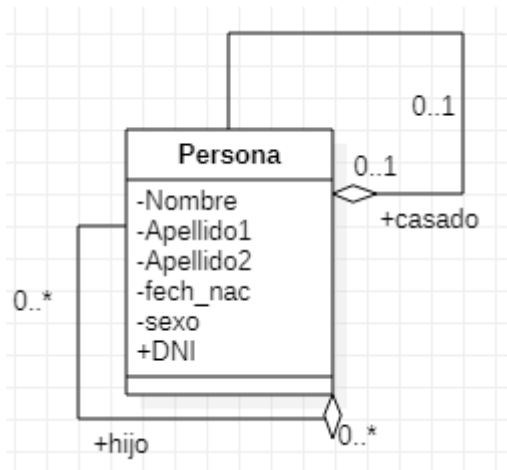 0..1
Persona
0..1
-Nombre
+casado
-Apellido1
-Apellido2
-fech_nac
0..*
-sexo
+DNI
0..*
+hijo